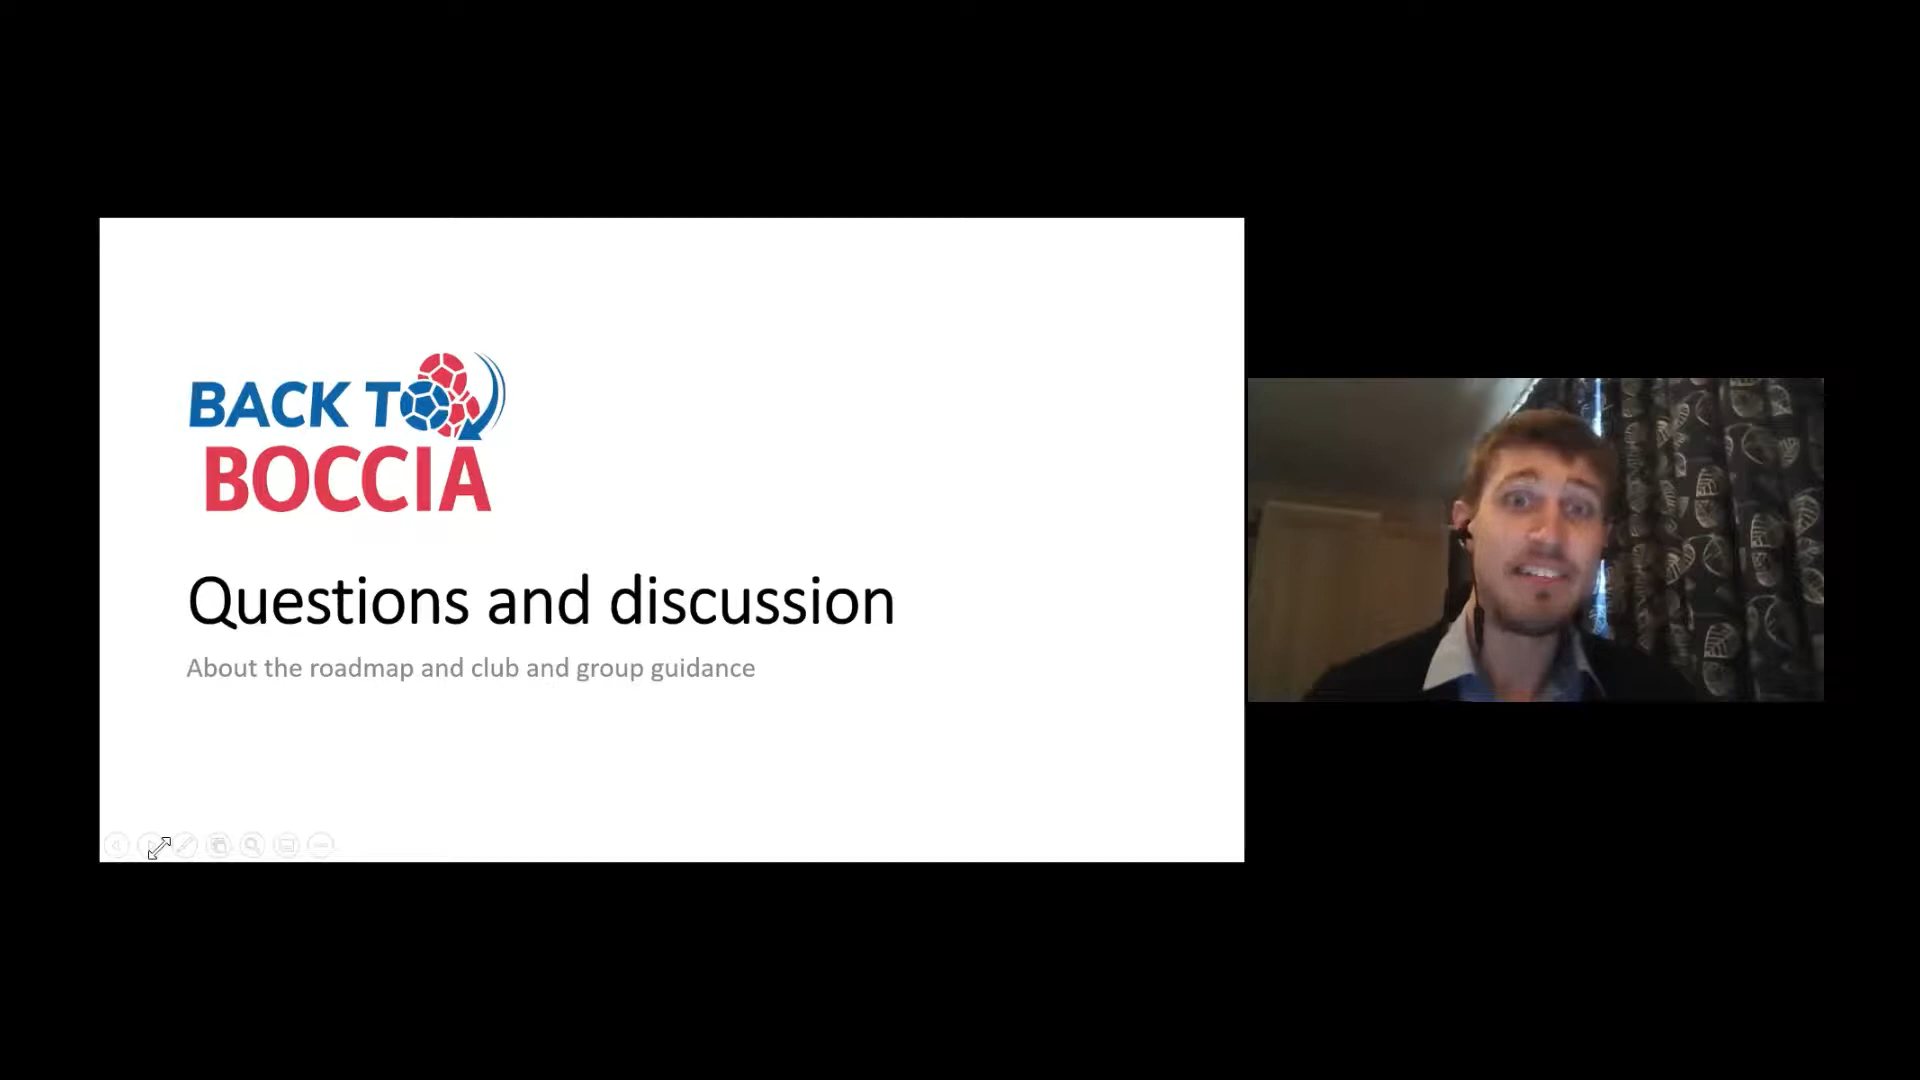 BACK TO
BOCCIA
Questions and discussion
About the roadmap and club and group guidance